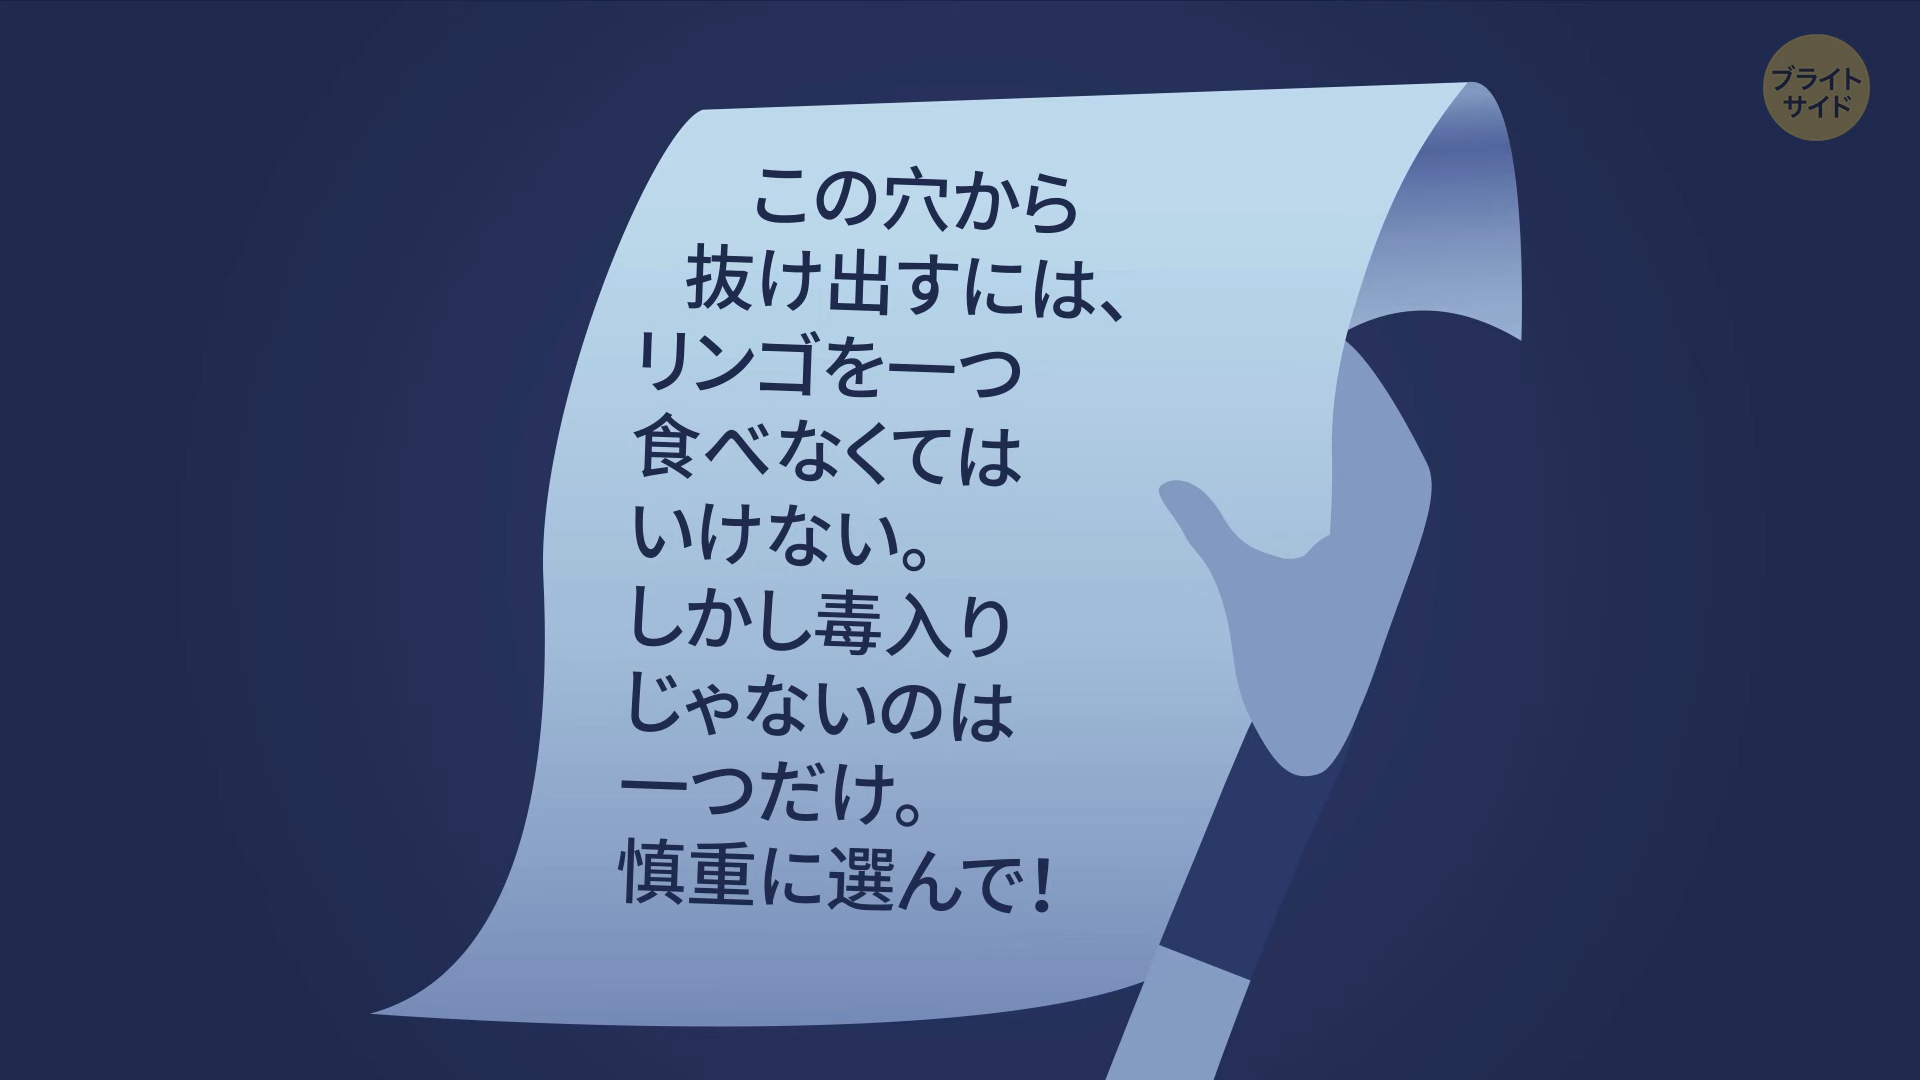 ブライト
サイド
この穴から
抜け出すには、
リンゴを一つ
食べなくては
いけない。
しかし毒入り
じゃないのは
一つだけ。
慎重に選んで！